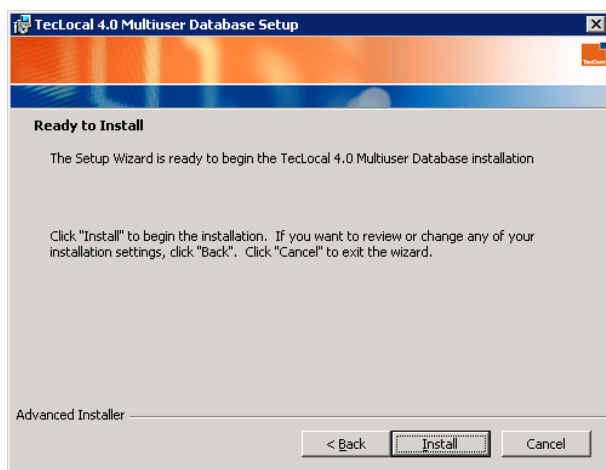 TecLocal 4.0 Multiuser Database Setup
TecCom
Ready to Install
The Setup Wizard is ready to begin the TecLocal 4.0 Multiuser Database installation
Click "Install" to begin the installation. If you want to review or change any of your
installation settings, click "Back". Click "Cancel" to exit the wizard.
Advanced Installer
< Back
Install
Cancel